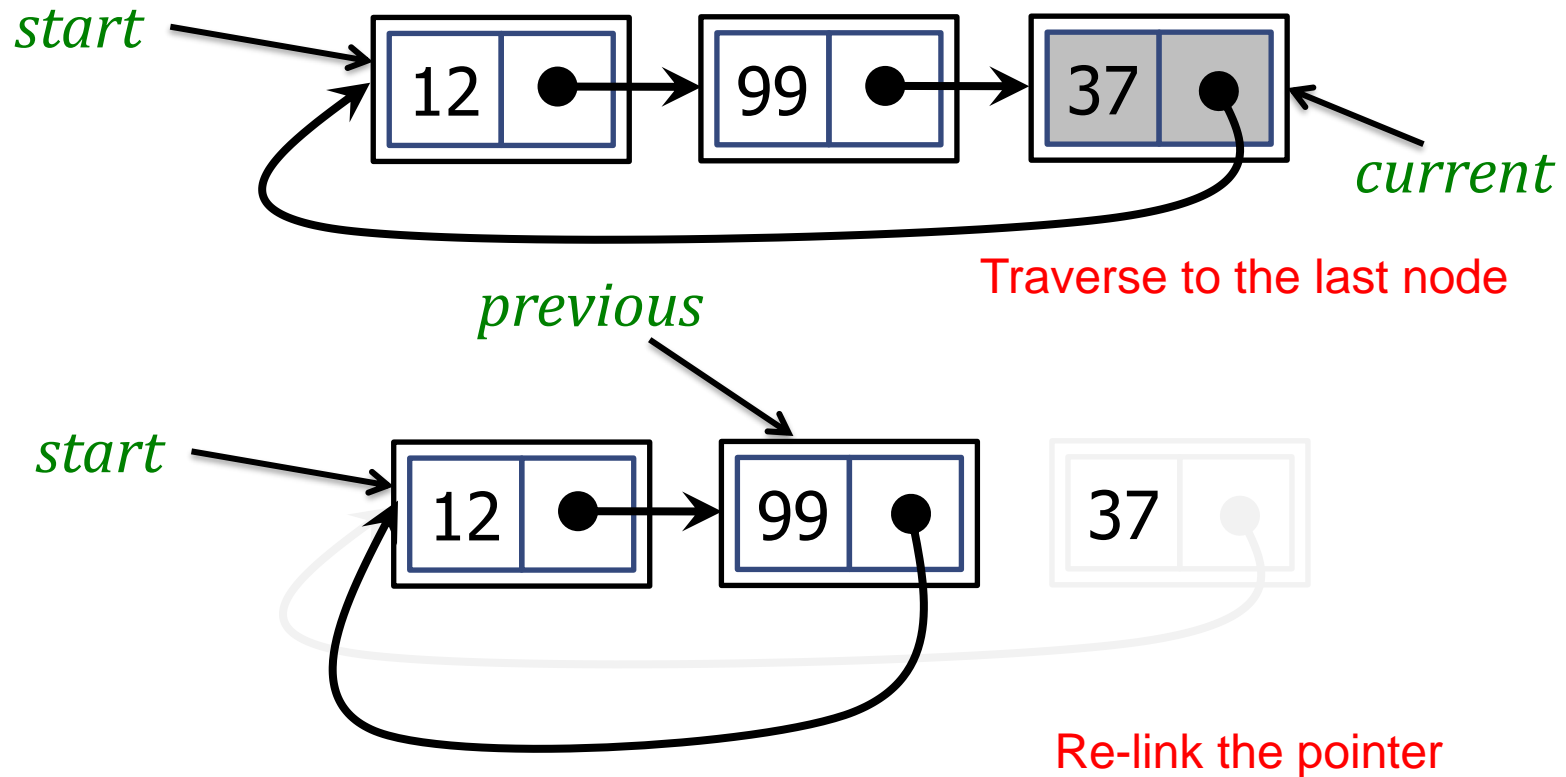 start
12 99 37
current
Traverse to the last node
previous
start
12 99 37
Re-link the pointer